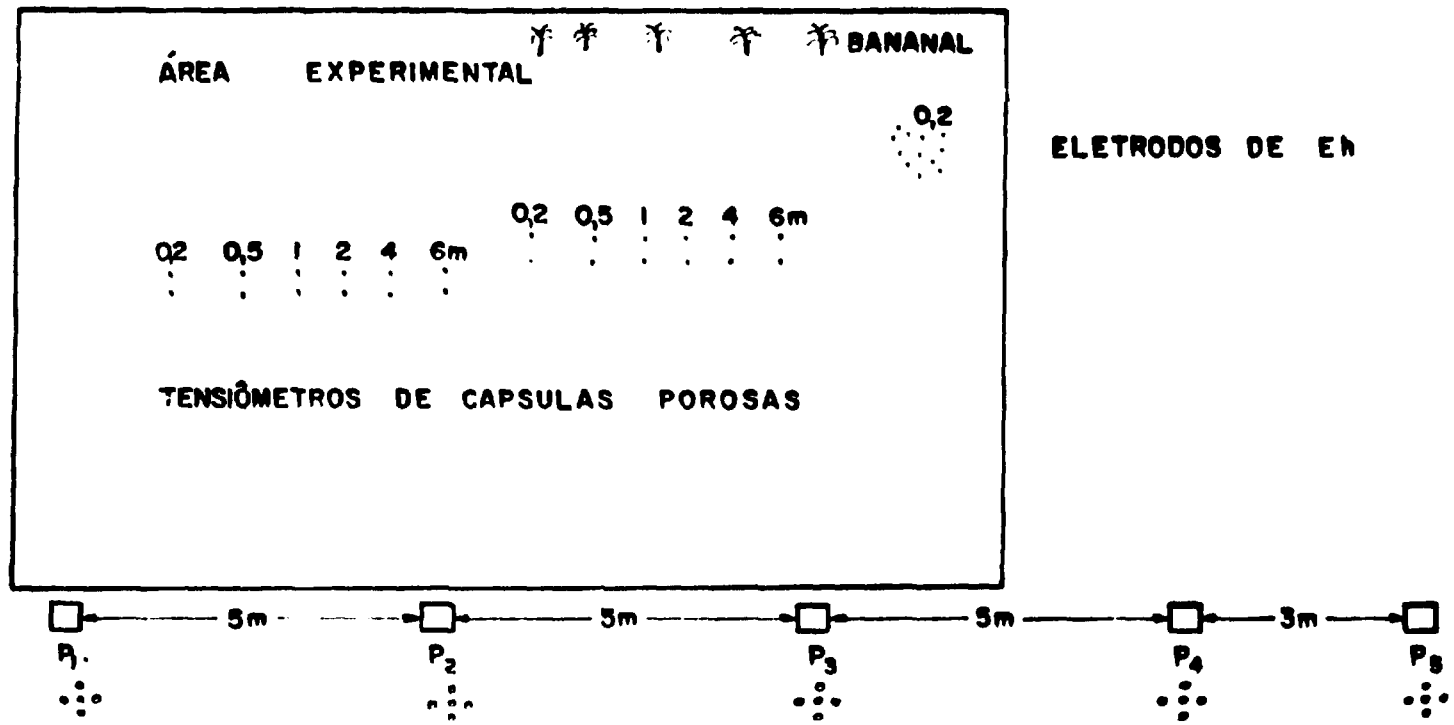 BANANAL
ÁREA EXPERIMENTAL
0,2
ELETRODOS DE Eh
0,2 0,5 1 2 4 6m
0,2 0,5 1 2 4 6m
TENSIÔMETROS DE CAPSULAS POROSAS
5m 5m 5m 3m
P1. P2 P3 P4 P5